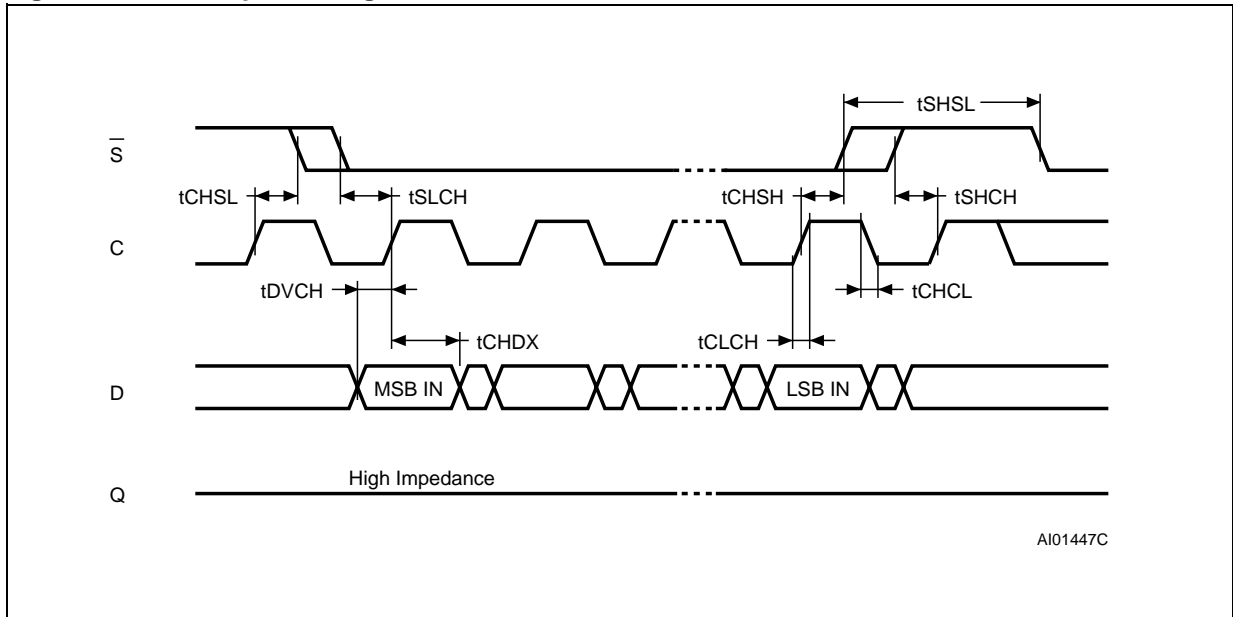 tSHSL
S
tCHSL
tSLCH
tCHSH
tSHCH
C
tDVCH
tCHCL
tCHDX
tCLCH
D
MSB IN
LSB IN
High Impedance
Q
AI01447C